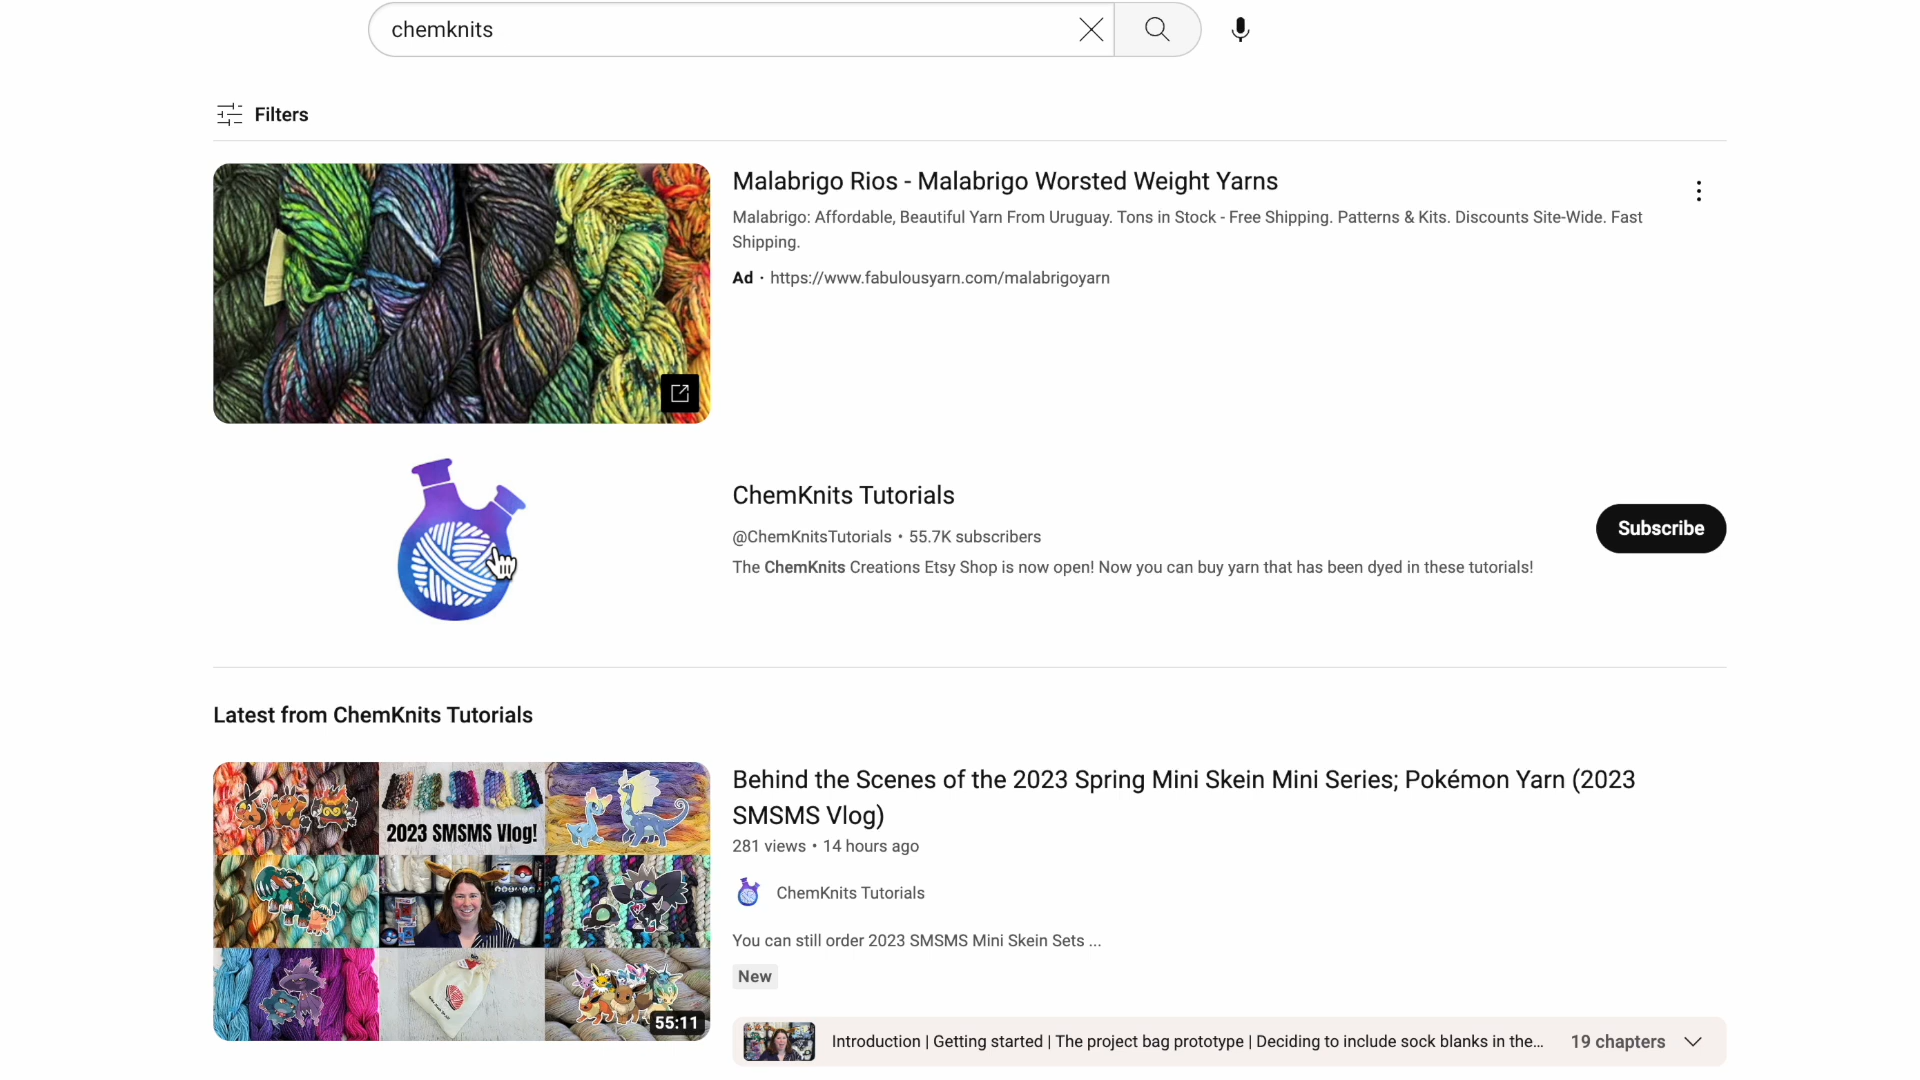 chemknits
Filters
Malabrigo Rios - Malabrigo Worsted Weight Yarns
Malabrigo: Affordable, Beautiful Yarn From Uruguay. Tons in Stock - Free Shipping. Patterns & Kits. Discounts Site-Wide. Fast
Shipping.
Ad · https://www.fabulousyarn.com/malabrigoyarn
ChemKnits Tutorials
@ChemKnitsTutorials • 55.7K subscribers
The ChemKnits Creations Etsy Shop is now open! Now you can buy yarn that has been dyed in these tutorials!
Subscribe
Latest from ChemKnits Tutorials
2023 SMSMS Vlog!
55:11
Behind the Scenes of the 2023 Spring Mini Skein Mini Series; Pokémon Yarn (2023
SMSMS Vlog)
281 views • 14 hours ago
ChemKnits Tutorials
You can still order 2023 SMSMS Mini Skein Sets ...
New
Introduction | Getting started | The project bag prototype | Deciding to include sock blanks in the...
19 chapters